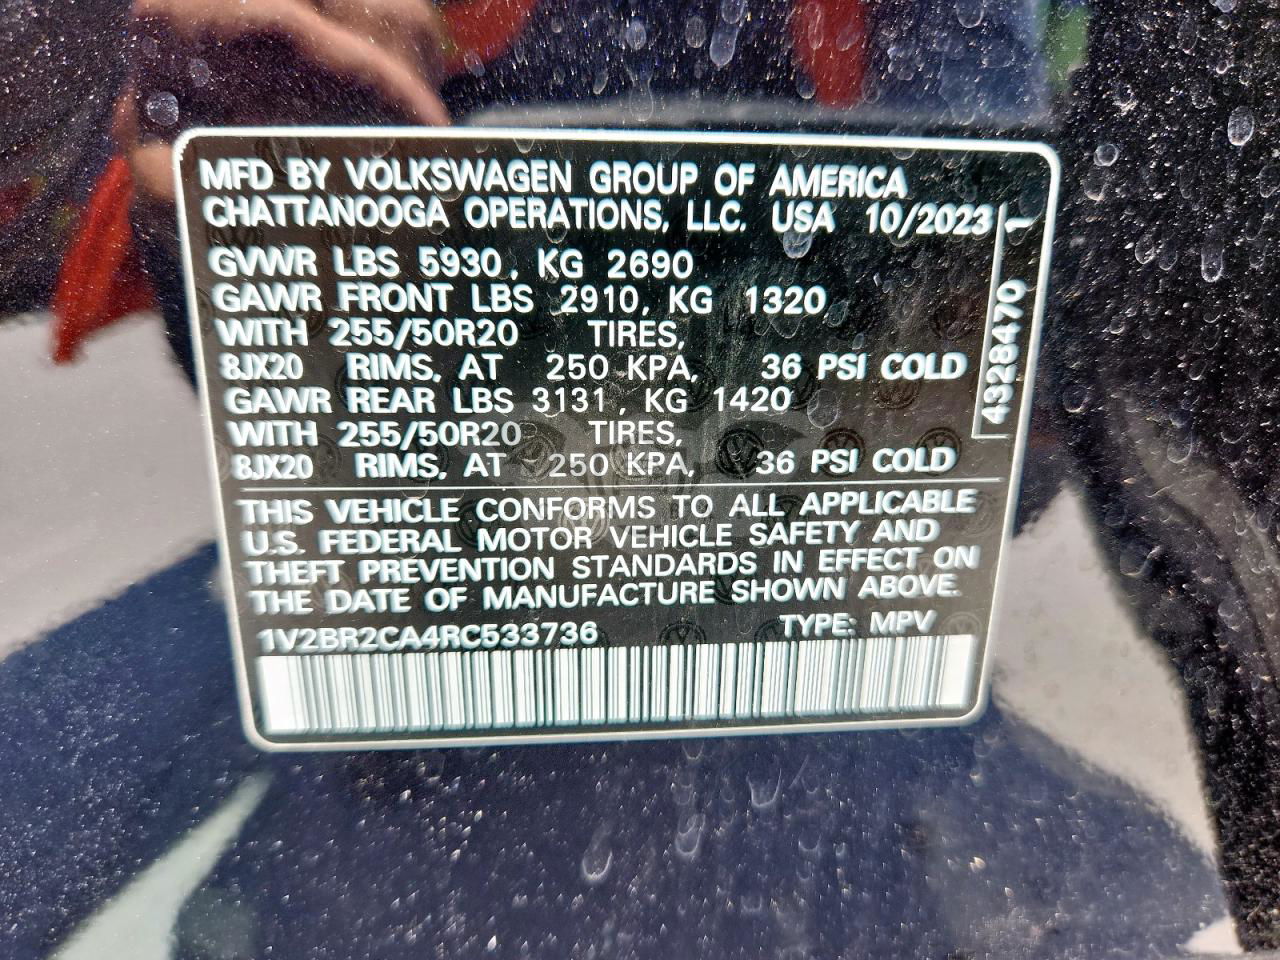 MFD BY VOLKSWAGEN GROUP OF AMERICA
CHATTANOOGA OPERATIONS, LLC. USA 10/2023
GVWR LBS 5930, KG 2690
GAWR FRONT LBS 2910, KG 1320
WITH 255/50R20 TIRES,
8JX20 RIMS, AT 250 KPA, 36 PSI COLD
GAWR REAR LBS 3131, KG 1420
WITH 255/50R20 TIRES,
8JX20 RIMS, AT 250 KPA, 36 PSI COLD
4328470 1
THIS VEHICLE CONFORMS TO ALL APPLICABLE
U.S. FEDERAL MOTOR VEHICLE SAFETY AND
THEFT PREVENTION STANDARDS IN EFFECT ON
THE DATE OF MANUFACTURE SHOWN ABOVE.
1V2BR2CA4RC533736 TYPE: MPV